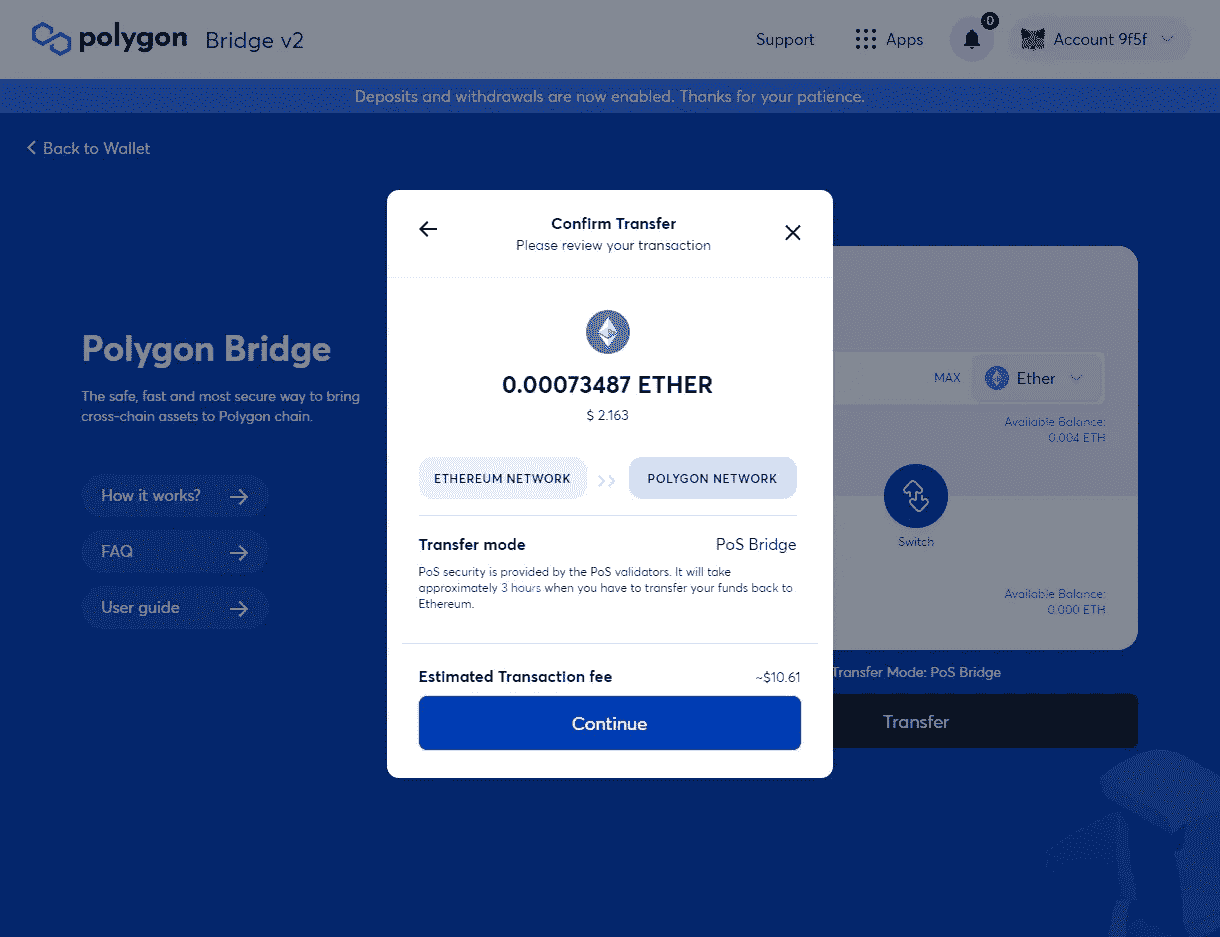 polygon Bridge v2
Support
Apps
0
Account 9f5f
Deposits and withdrawals are now enabled. Thanks for your patience.
Back to Wallet
Polygon Bridge
The safe, fast and most secure way to bring
cross-chain assets to Polygon chain.
How it works?
FAQ
User guide
Confirm Transfer
Please review your transaction
0.00073487 ETHER
$ 2.163
ETHEREUM NETWORK
POLYGON NETWORK
Transfer mode
PoS Bridge
PoS security is provided by the PoS validators. It will take
approximately 3 hours when you have to transfer your funds back to
Ethereum.
Estimated Transaction fee
~$10.61
Continue
MAX
Ether
Available Balance:
0.004 ETH
Switch
Available Balance:
0.000 ETH
Transfer Mode: PoS Bridge
Transfer